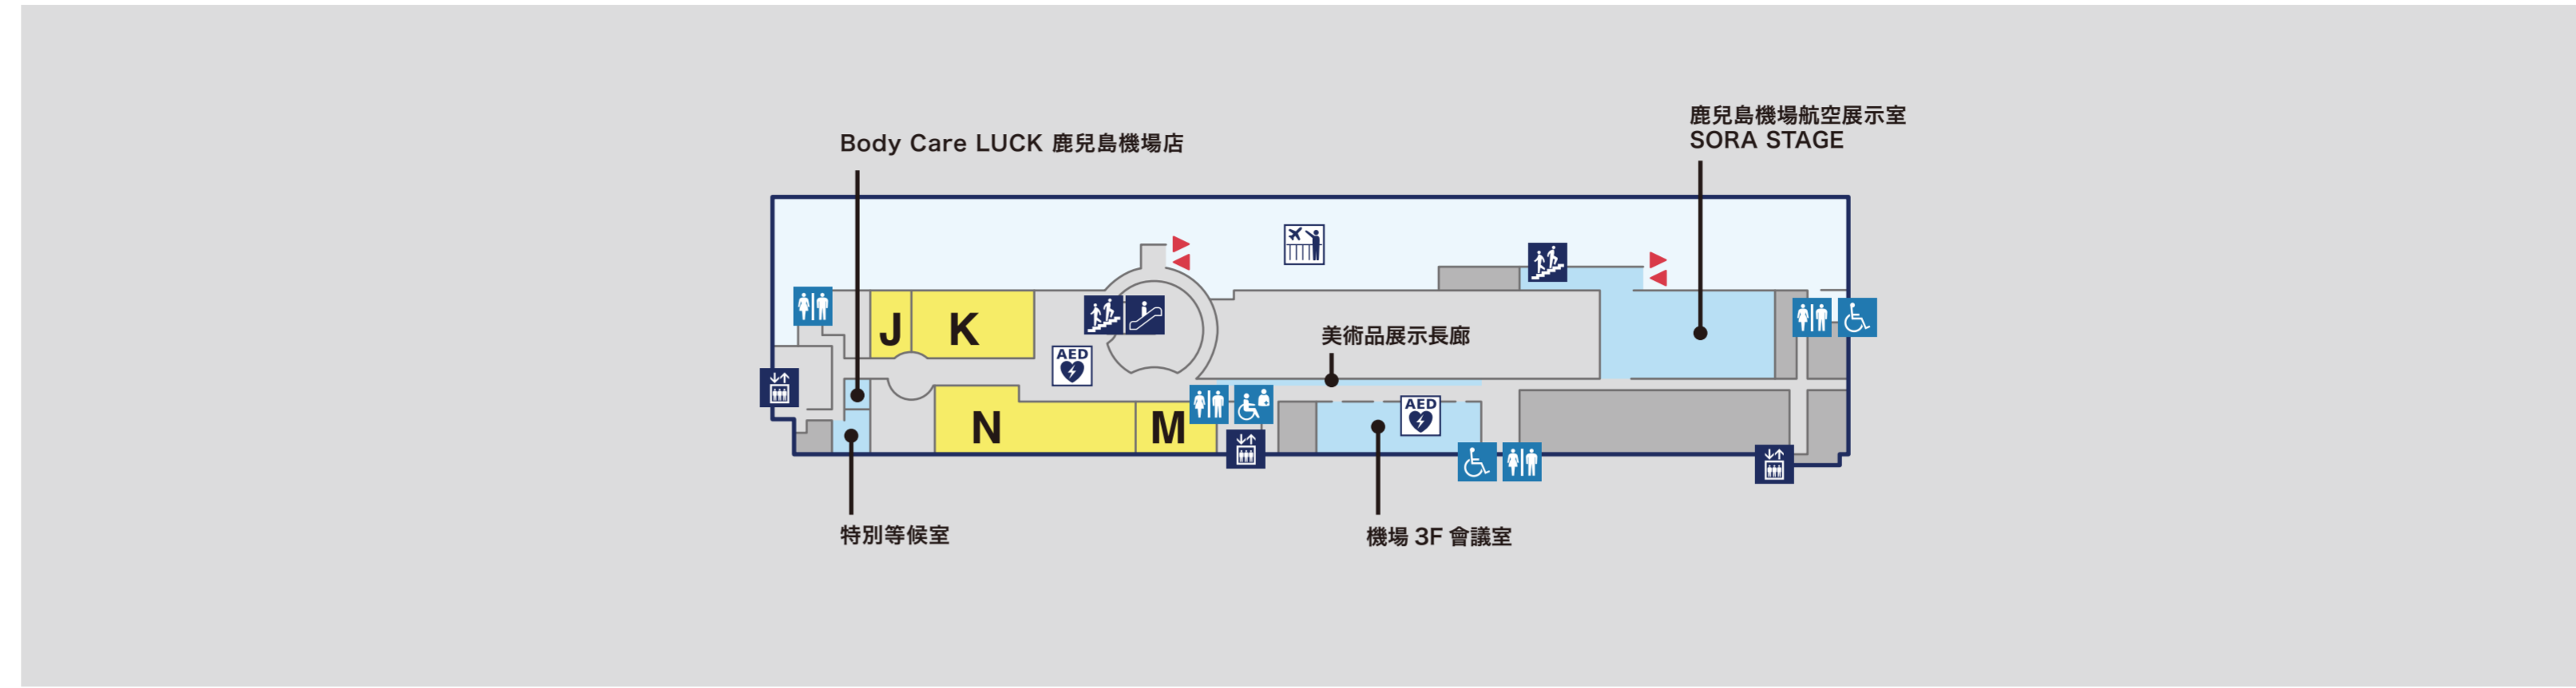 鹿兒島機場航空展示室
SORA STAGE
Body Care LUCK 鹿兒島機場店
J
K
美術品展示長廊
AED
N
M
AED
特別等候室
機場 3F 會議室